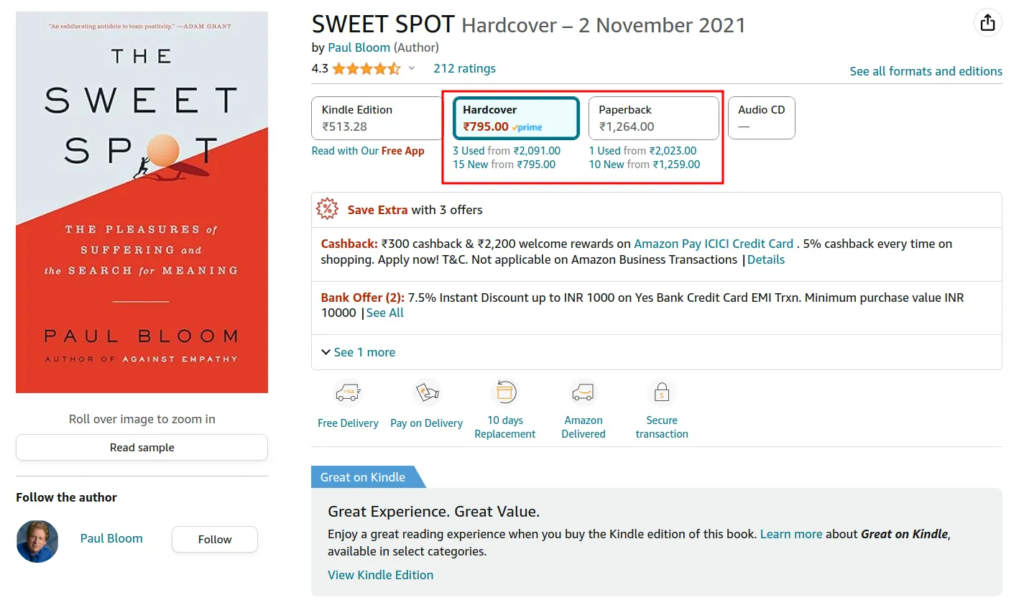 "An exhilarating antidote to toxic positivity." —ADAM GRANT
THE
SWEET
SPOT
THE PLEASURES of
SUFFERING and
the SEARCH for MEANING
PAUL BLOOM
AUTHOR OF AGAINST EMPATHY
Roll over image to zoom in
Read sample
Follow the author
Paul Bloom
Follow
SWEET SPOT Hardcover – 2 November 2021
by Paul Bloom (Author)
4.3 212 ratings
See all formats and editions
Kindle Edition
₹513.28
Read with Our Free App
Hardcover
₹795.00 prime
3 Used from ₹2,091.00
15 New from ₹795.00
Paperback
₹1,264.00
1 Used from ₹2,023.00
10 New from ₹1,259.00
Audio CD
—
% Save Extra with 3 offers
Cashback: ₹300 cashback & ₹2,200 welcome rewards on Amazon Pay ICICI Credit Card . 5% cashback every time on
shopping. Apply now! T&C. Not applicable on Amazon Business Transactions |Details
Bank Offer (2): 7.5% Instant Discount up to INR 1000 on Yes Bank Credit Card EMI Trxn. Minimum purchase value INR
10000 |See All
See 1 more
Free Delivery
Pay on Delivery
10 days
Replacement
Amazon
Delivered
Secure
transaction
Great on Kindle
Great Experience. Great Value.
Enjoy a great reading experience when you buy the Kindle edition of this book. Learn more about Great on Kindle,
available in select categories.
View Kindle Edition